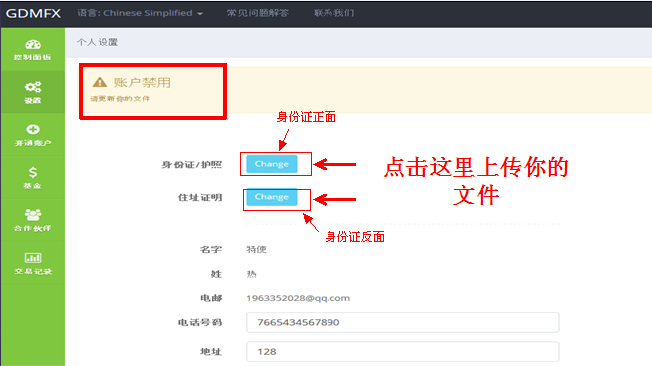 GDMFX
语言: Chinese Simplified
常见问题解答
联系我们
控制面板
设置
开通账户
基金
合作伙伴
交易记录
个人设置
账户禁用
请更新你的文件
身份证正面
身份证/护照
Change
点击这里上传你的
文件
住址证明
Change
身份证反面
名字
特使
姓
热
电邮
1963352028@qq.com
电话号码
7665434567890
地址
128